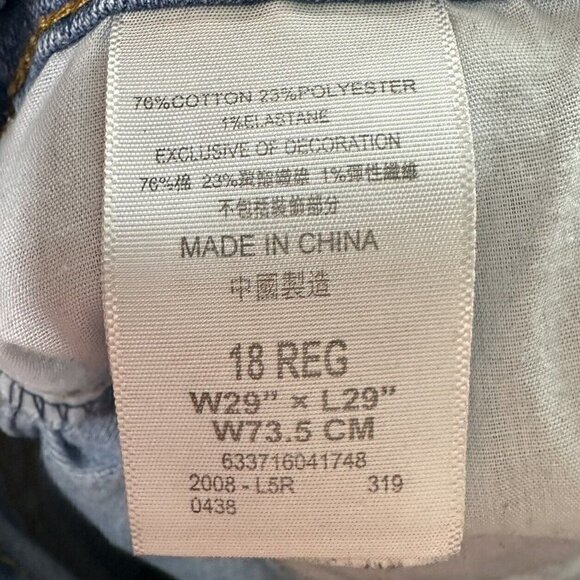 76%COTTON 23%POLYESTER
1%ELASTANE
EXCLUSIVE OF DECORATION
76%棉 23%聚酯纖維 1%彈性纖維
不包括裝飾部分
MADE IN CHINA
中國製造
18 REG
W29" × L29"
W73.5 CM
633716041748
2008 - L5R 319
0438